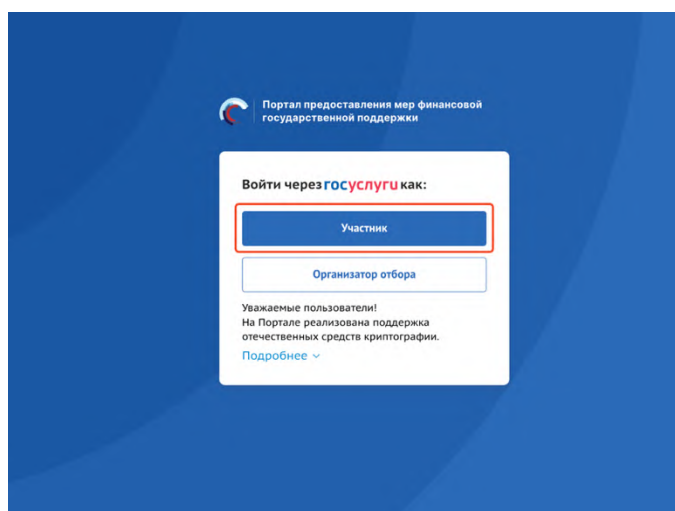 Портал предоставления мер финансовой
государственной поддержки
Войти через госуслуги как:
Участник
Организатор отбора
Уважаемые пользователи!
На Портале реализована поддержка
отечественных средств криптографии.
Подробнее